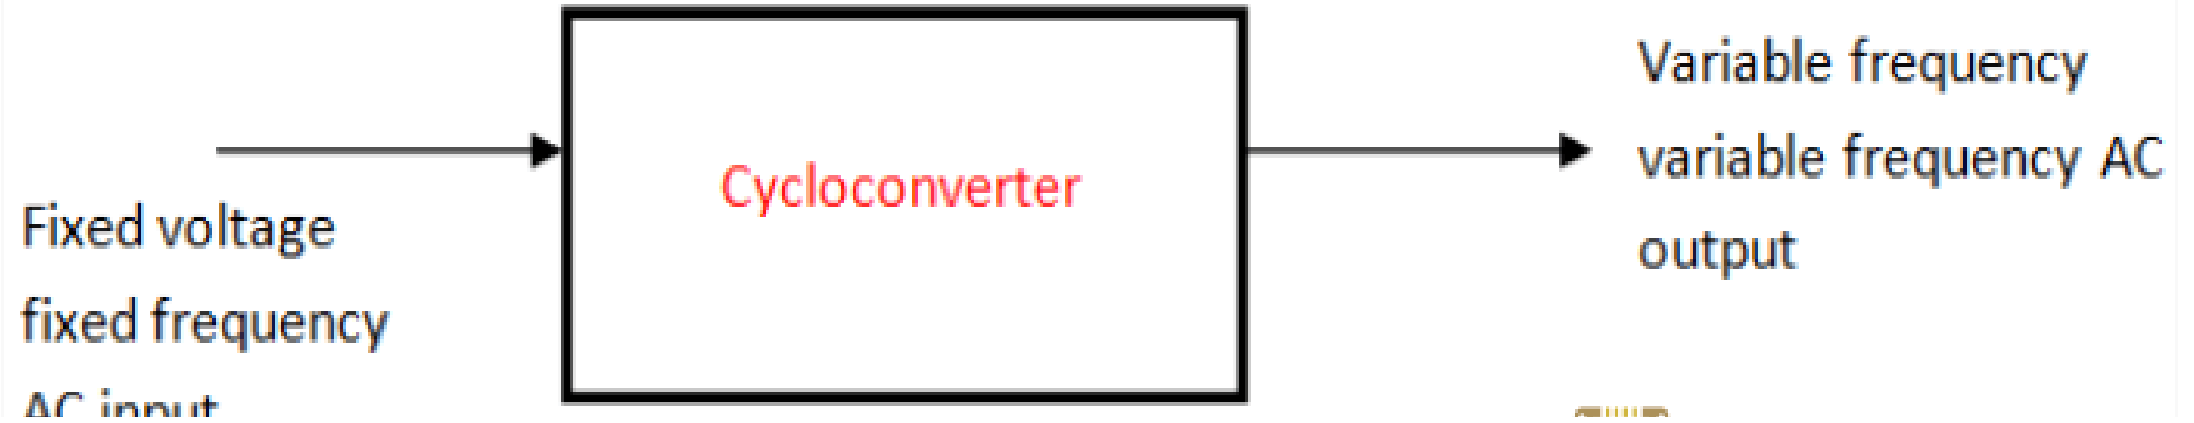 Fixed voltage
fixed frequency
AC input
Cycloconverter
Variable frequency
variable frequency AC
output